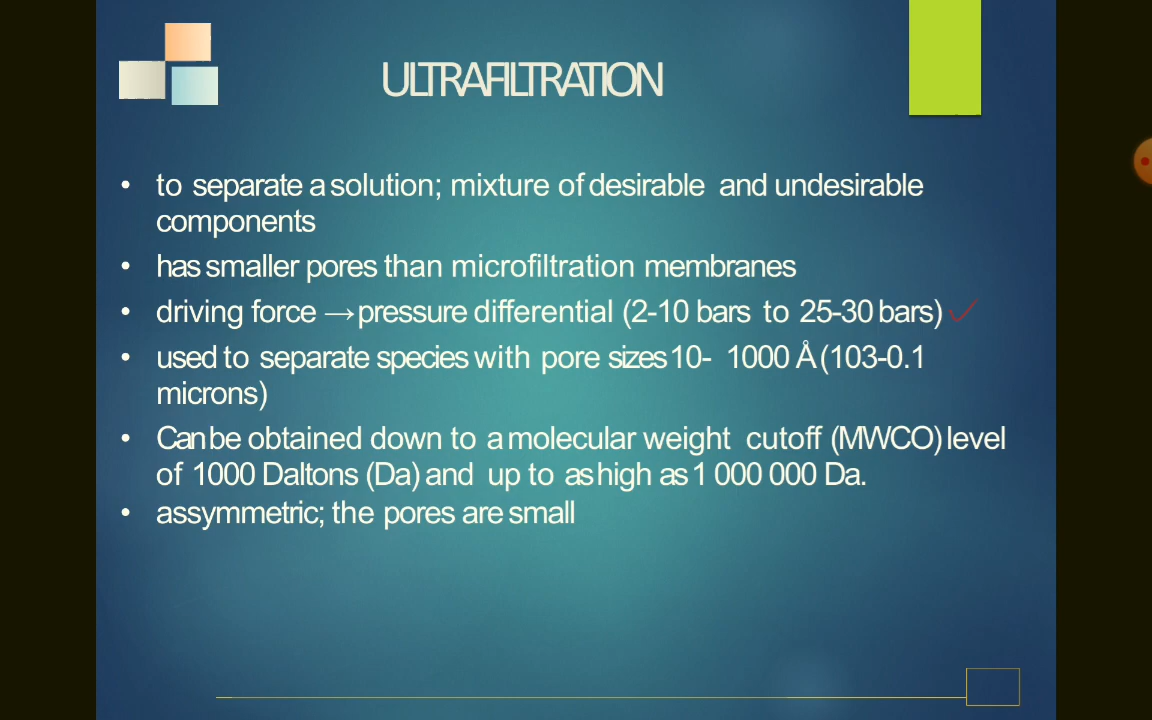 ULTRAFILTRATION
• to separate a solution; mixture of desirable and undesirable
components
• has smaller pores than microfiltration membranes
• driving force →pressure differential (2-10 bars to 25-30 bars)
• used to separate species with pore sizes 10- 1000 Å (103-0.1
microns)
• Can be obtained down to a molecular weight cutoff (MWCO) level
of 1000 Daltons (Da) and up to as high as 1 000 000 Da.
• assymmetric; the pores are small